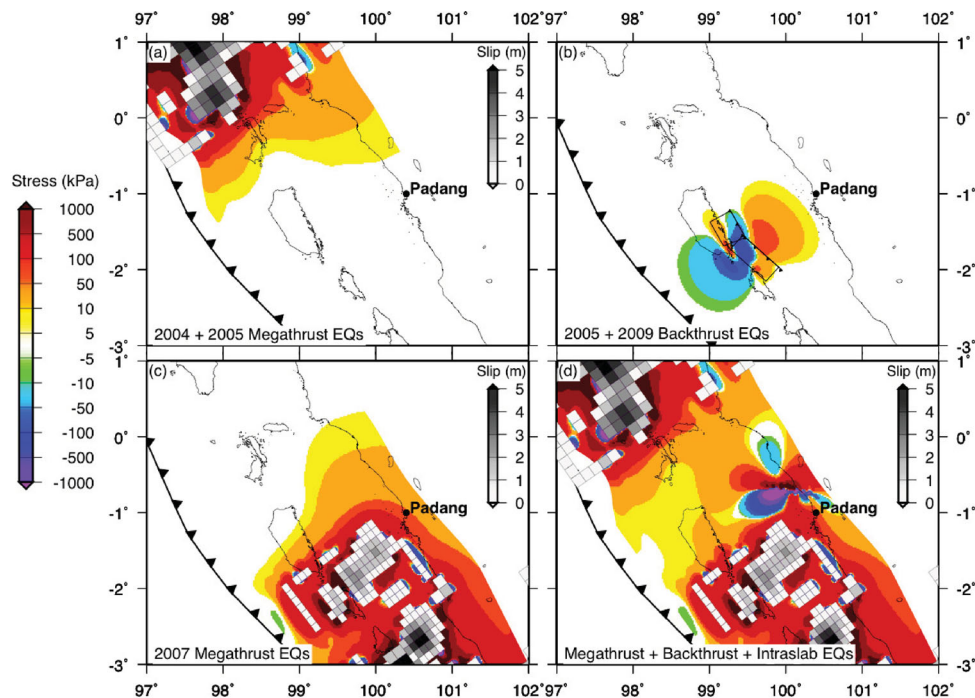 97° 98° 99° 100° 101° 102° 97° 98° 99° 100° 101° 102°
1° (a) Slip (m) (b) 1°
5
4
0° 3 0°
2
1
0
Stress (kPa)
-1° Padang Padang -1°
1000
500
100
-2° 50 -2°
10
5
-3° 2004 + 2005 Megathrust EQs 2005 + 2009 Backthrust EQs -3°
-5
1° (c) Slip (m) (d) Slip (m) 1°
-10
5 5
-50
4 4
-100
0° 3 3 0°
-500
2 2
-1000
1 1
0 0
-1° Padang Padang -1°
-2° -2°
-3° 2007 Megathrust EQs Megathrust + Backthrust + Intraslab EQs -3°
97° 98° 99° 100° 101° 102° 97° 98° 99° 100° 101° 102°